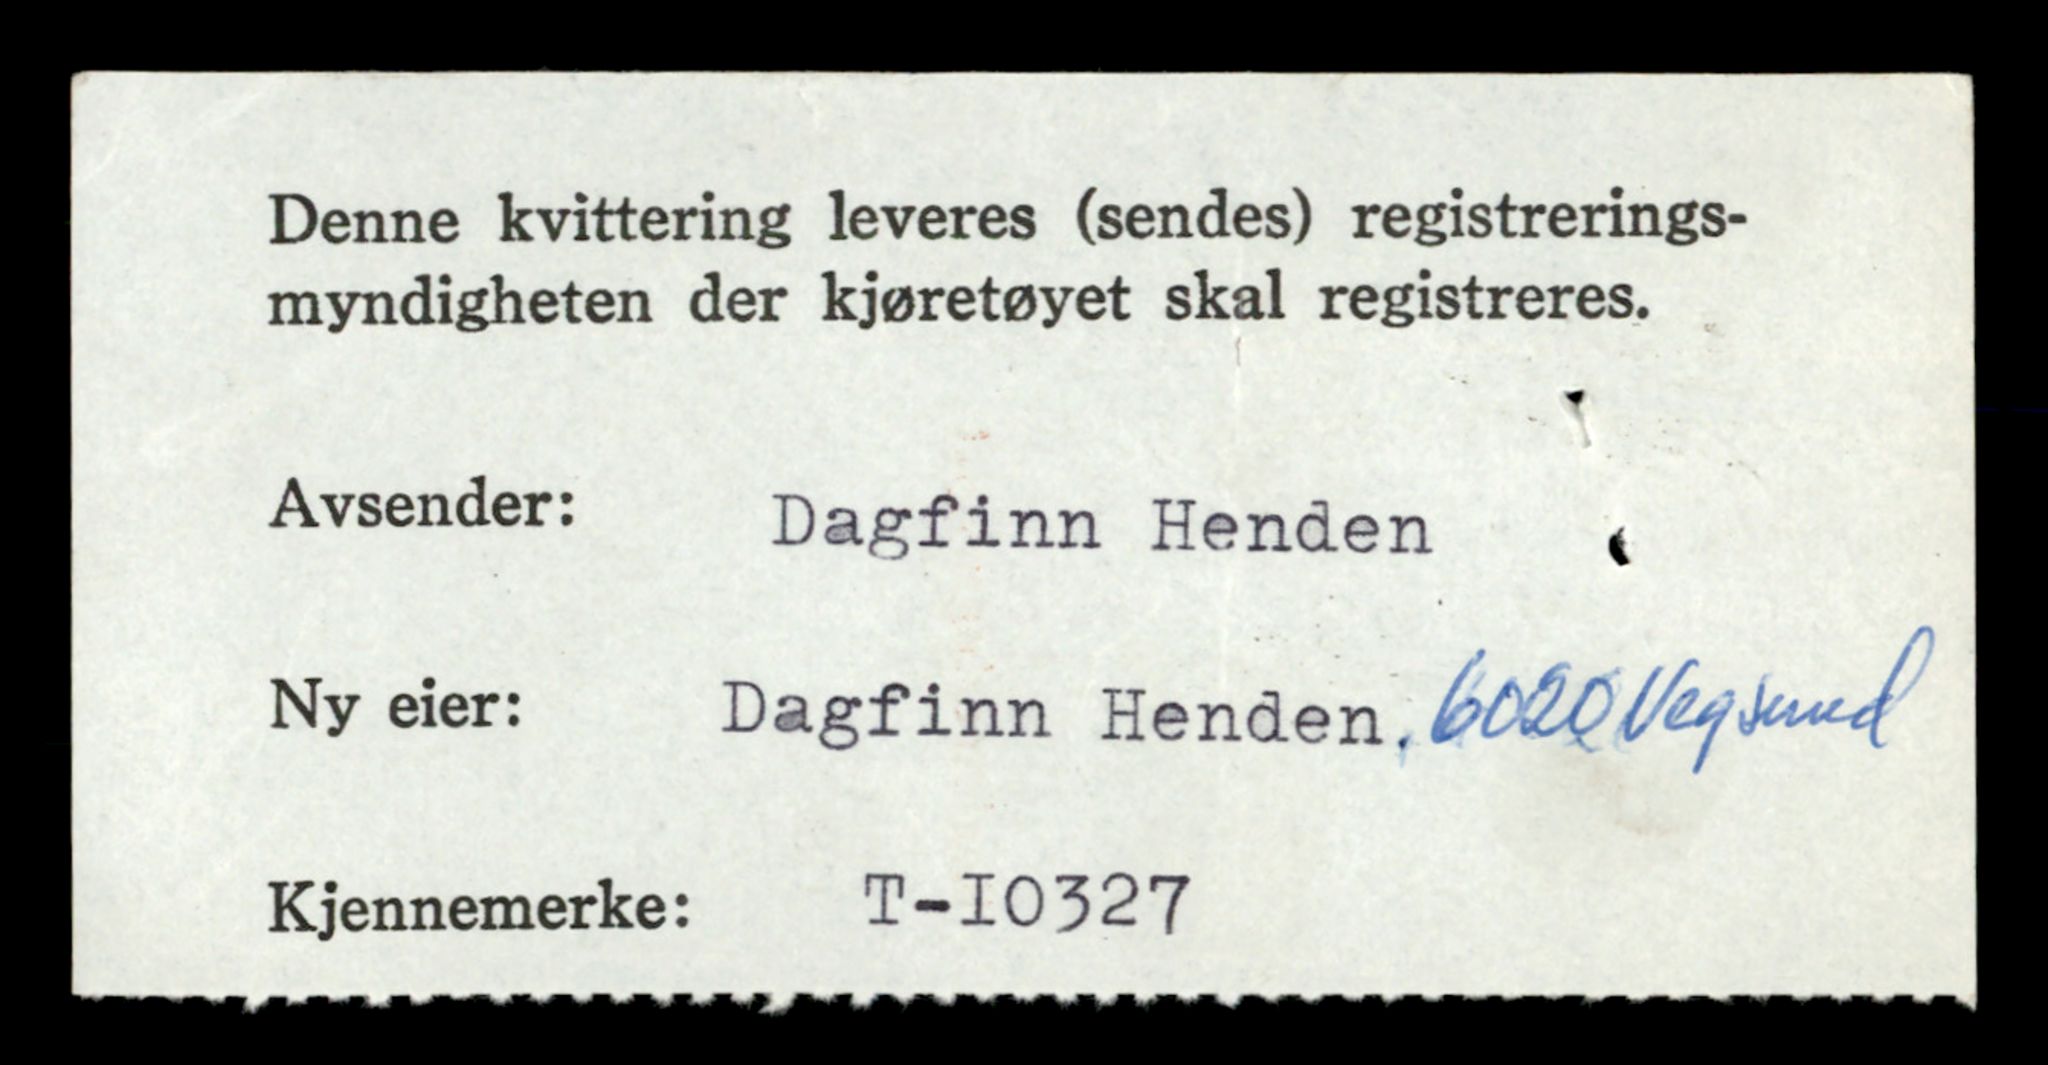 Denne kvittering leveres (sendes) registrerings-
myndigheten der kjøretøyet skal registreres.
Avsender: Dagfinn Henden
Ny eier: Dagfinn Henden. 6020 Vegsund
Kjennemerke: T-I0327